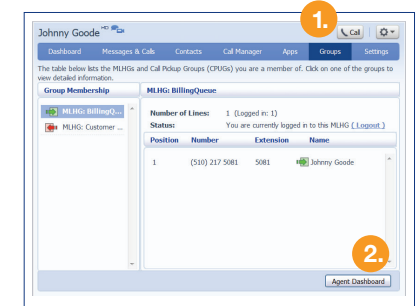 1.
Johnny Goode
Call
Dashboard Messages & Calls Contacts Call Manager Apps Groups Settings
The table below lists the MLHGs and Call Pickup Groups (CPUGs) you are a member of. Click on one of the groups to
view detailed information.
Group Membership
MLHG: BillingQueue
MLHG: BillingQ...
MLHG: Customer ...
Number of Lines: 1 (Logged in: 1)
Status: You are currently logged in to this MLHG ( Logout )
Position Number Extension Name
1 (510) 217 5081 5081 Johnny Goode
2.
Agent Dashboard